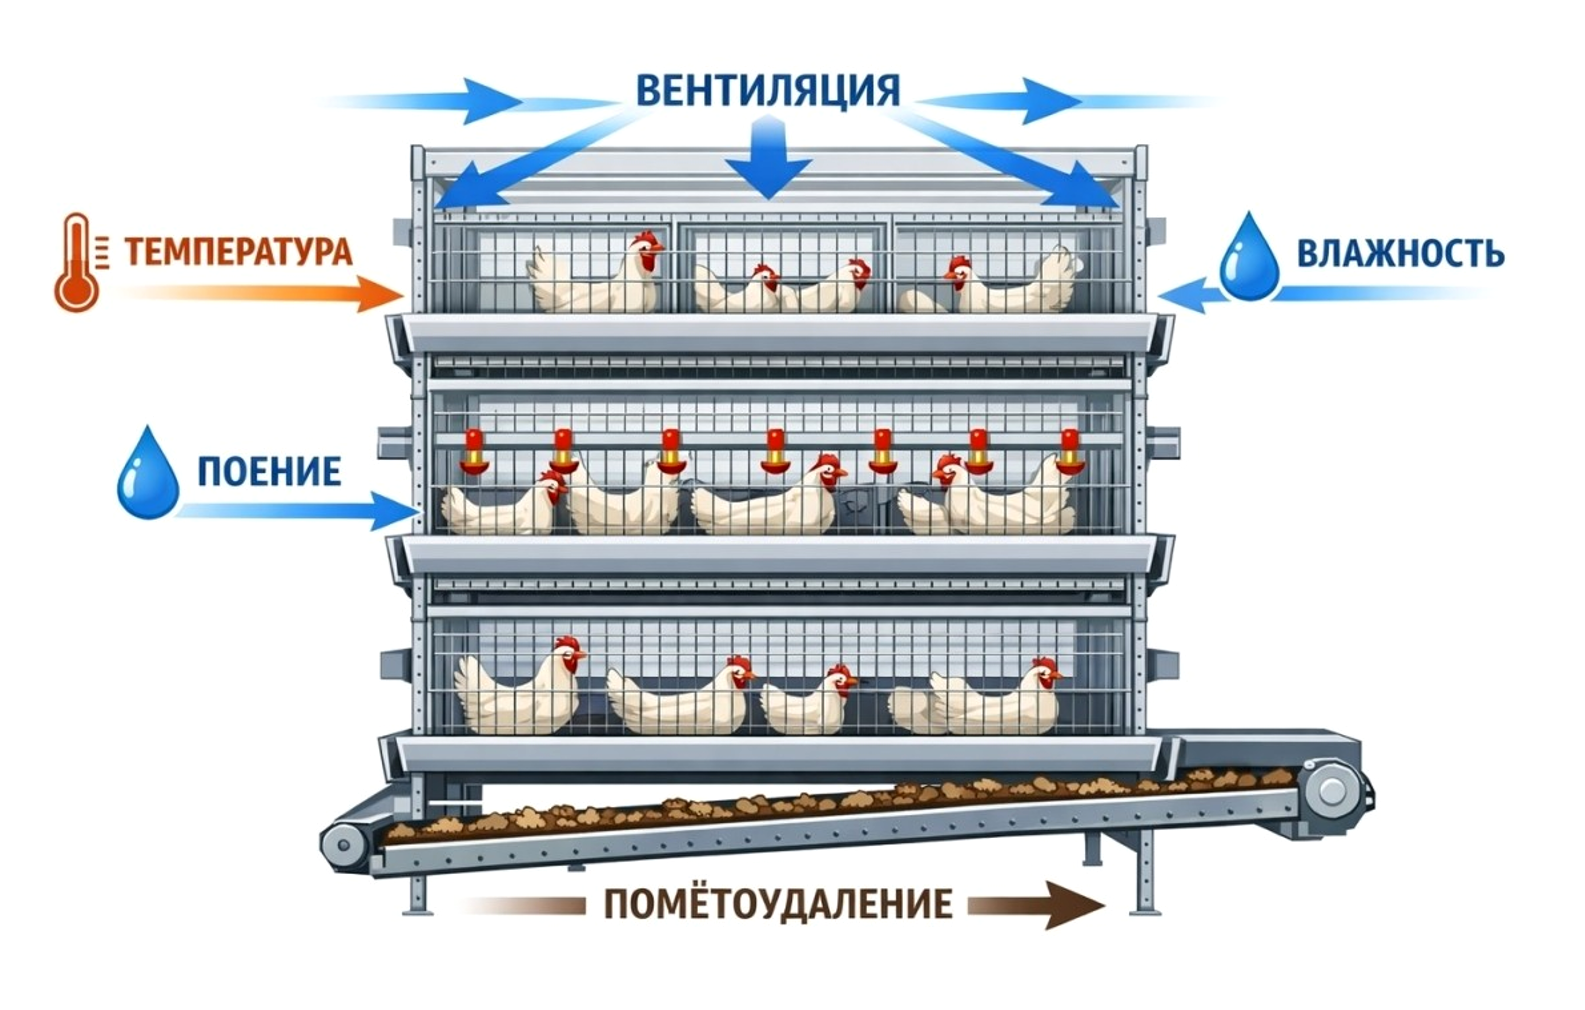 ВЕНТИЛЯЦИЯ
ТЕМПЕРАТУРА
ВЛАЖНОСТЬ
ПОЕНИЕ
ПОМЁТОУДАЛЕНИЕ